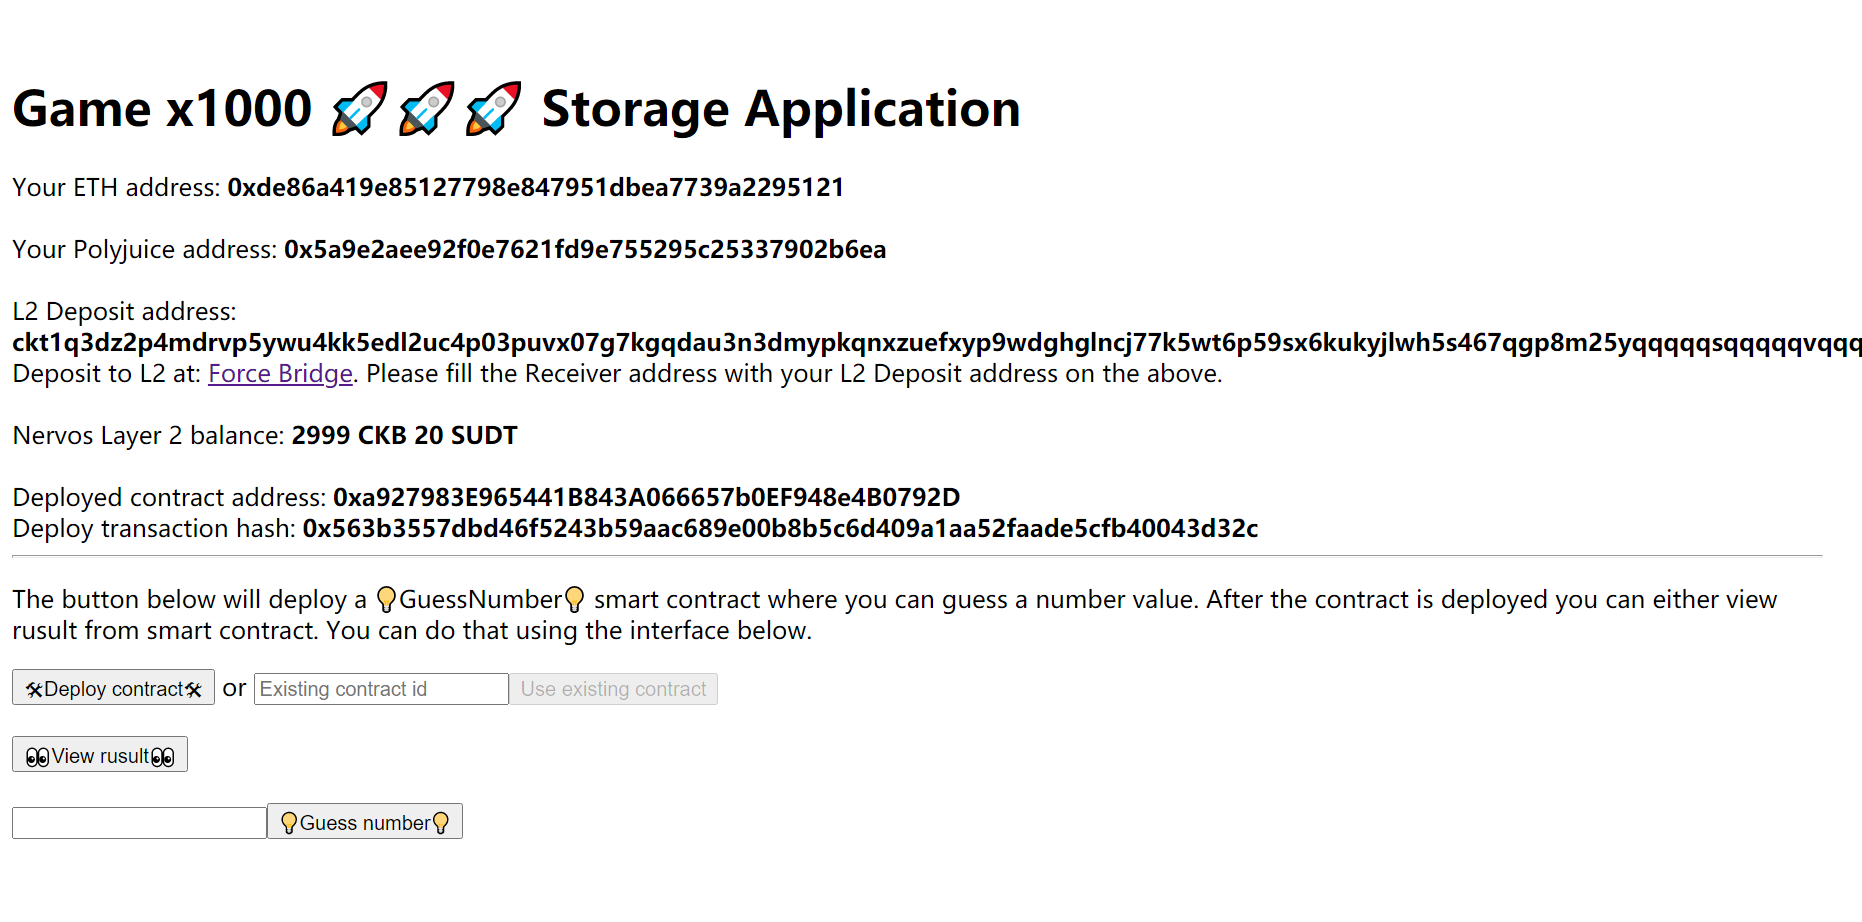 Game x1000 🚀🚀🚀 Storage Application
Your ETH address: 0xde86a419e85127798e847951dbea7739a2295121
Your Polyjuice address: 0x5a9e2aee92f0e7621fd9e755295c25337902b6ea
L2 Deposit address:
ckt1q3dz2p4mdrvp5ywu4kk5edl2uc4p03puvx07g7kgqdau3n3dmypkqnxzuefxyp9wdghglncj77k5wt6p59sx6kukyjlwh5s467qgp8m25yqqqqqsqqqqqvqqq
Deposit to L2 at: Force Bridge. Please fill the Receiver address with your L2 Deposit address on the above.
Nervos Layer 2 balance: 2999 CKB 20 SUDT
Deployed contract address: 0xa927983E965441B843A066657b0EF948e4B0792D
Deploy transaction hash: 0x563b3557dbd46f5243b59aac689e00b8b5c6d409a1aa52faade5cfb40043d32c
The button below will deploy a 💡GuessNumber💡 smart contract where you can guess a number value. After the contract is deployed you can either view
rusult from smart contract. You can do that using the interface below.
🛠Deploy contract🛠 or Existing contract id Use existing contract
👀View rusult👀
💡Guess number💡